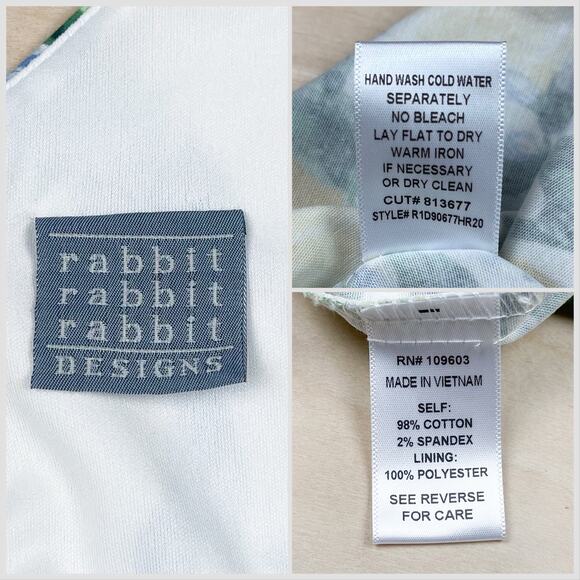 rabbit
rabbit
rabbit
DESIGNS
HAND WASH COLD WATER
SEPARATELY
NO BLEACH
LAY FLAT TO DRY
WARM IRON
IF NECESSARY
OR DRY CLEAN
CUT# 813677
STYLE# R1D90677HR20
RN# 109603
MADE IN VIETNAM
SELF:
98% COTTON
2% SPANDEX
LINING:
100% POLYESTER
SEE REVERSE
FOR CARE